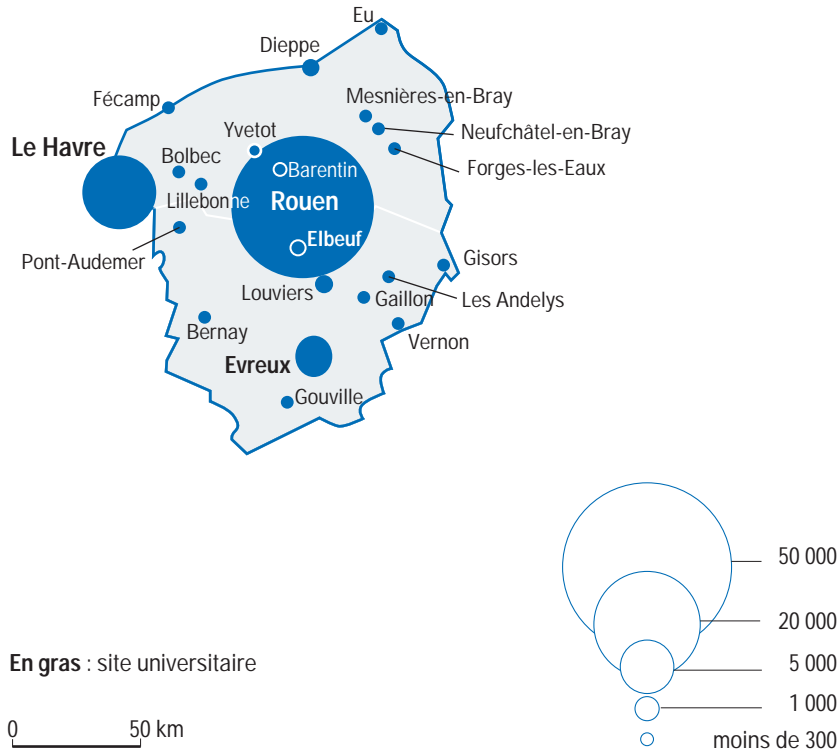 Eu
Dieppe
Fécamp
Mesnières-en-Bray
Yvetot
Neufchâtel-en-Bray
Le Havre
Bolbec
Barentin
Forges-les-Eaux
Lillebonne
Rouen
Elbeuf
Pont-Audemer
Gisors
Louviers
Gaillon
Les Andelys
Bernay
Vernon
Evreux
Gouville
50 000
20 000
En gras : site universitaire
5 000
1 000
0 50 km
moins de 300